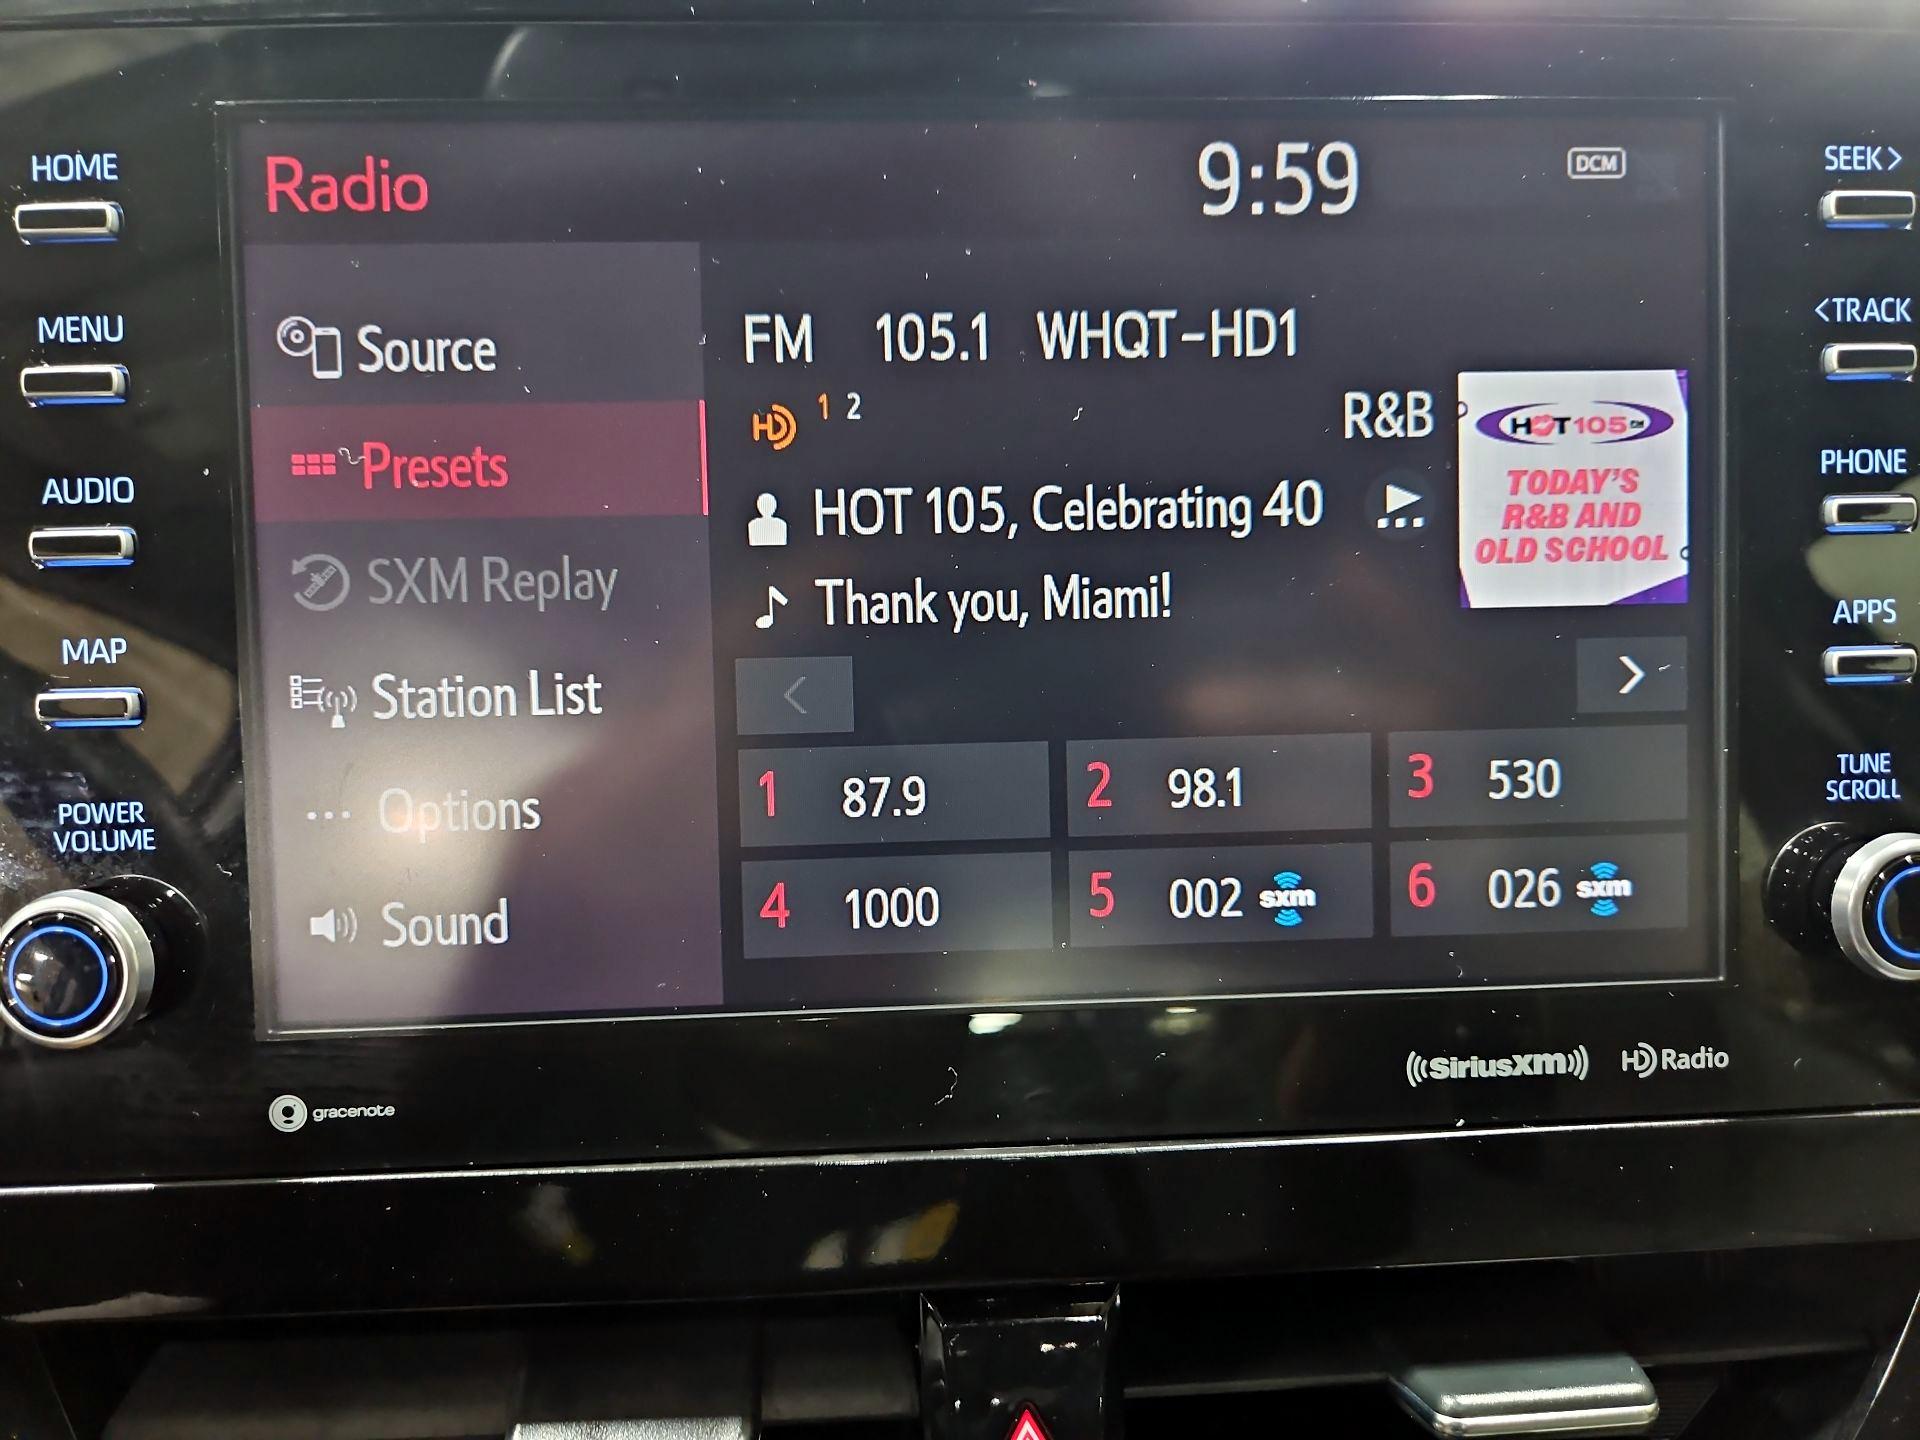 HOME
MENU
AUDIO
MAP
POWER
VOLUME
Radio
9:59
DCM
Source
Presets
SXM Replay
Station List
... Options
Sound
FM 105.1 WHQT-HD1
HD 1 2
R&B
HOT 105, Celebrating 40
Thank you, Miami!
HOT105FM
TODAY'S
R&B AND
OLD SCHOOL
< >
1 87.9
2 98.1
3 530
4 1000
5 002 sxm
6 026 sxm
SEEK>
<TRACK
PHONE
APPS
TUNE
SCROLL
gracenote
((SiriusXM)) HD Radio